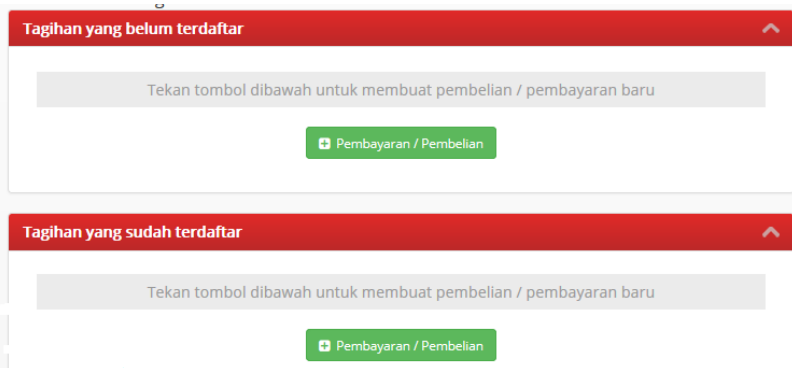 Tagihan yang belum terdaftar
Tekan tombol dibawah untuk membuat pembelian / pembayaran baru
Pembayaran / Pembelian
Tagihan yang sudah terdaftar
Tekan tombol dibawah untuk membuat pembelian / pembayaran baru
Pembayaran / Pembelian